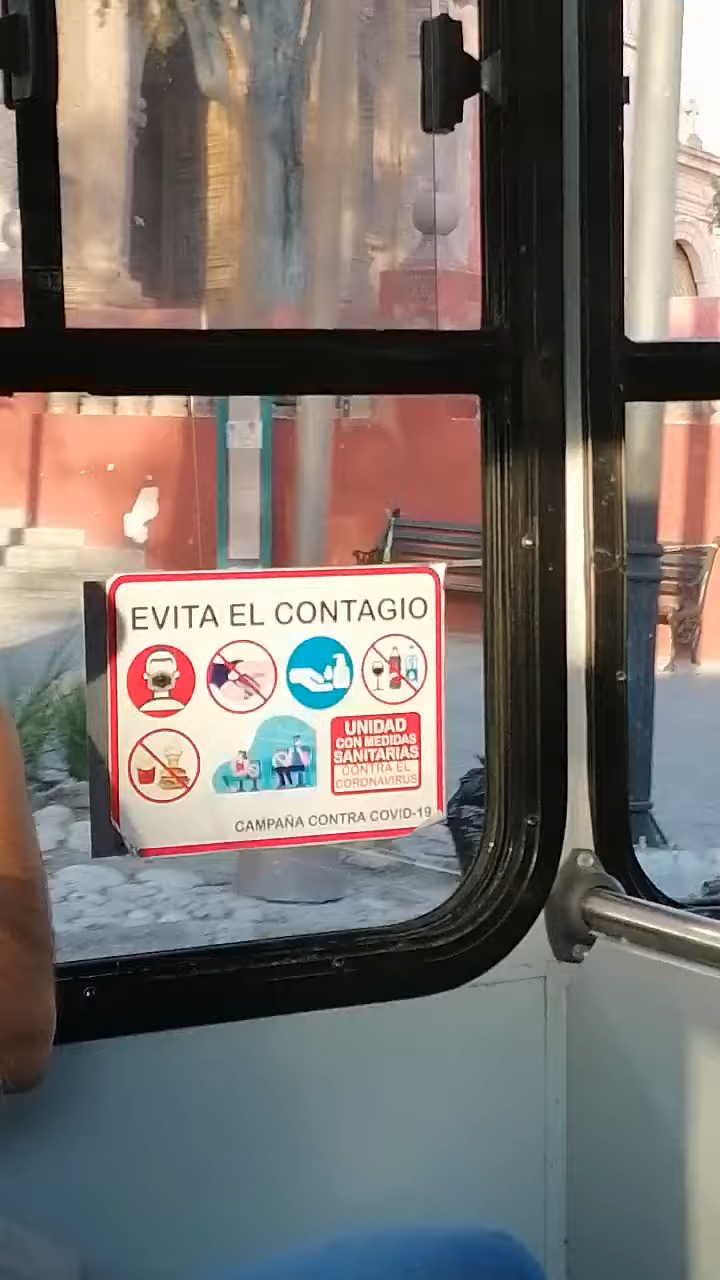 EVITA EL CONTAGIO
UNIDAD
CON MEDIDAS
SANITARIAS
CONTRA EL
CORONAVIRUS
CAMPAÑA CONTRA COVID-19